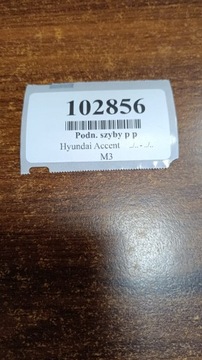 102856
Podn. szyby p p
Hyundai Accent
M3